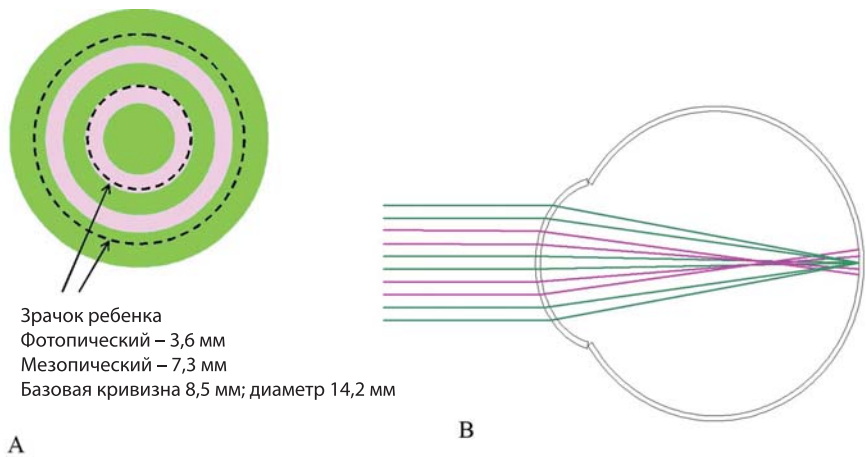 Зрачок ребенка
Фотопический – 3,6 мм
Мезопический – 7,3 мм
Базовая кривизна 8,5 мм; диаметр 14,2 мм
A
B